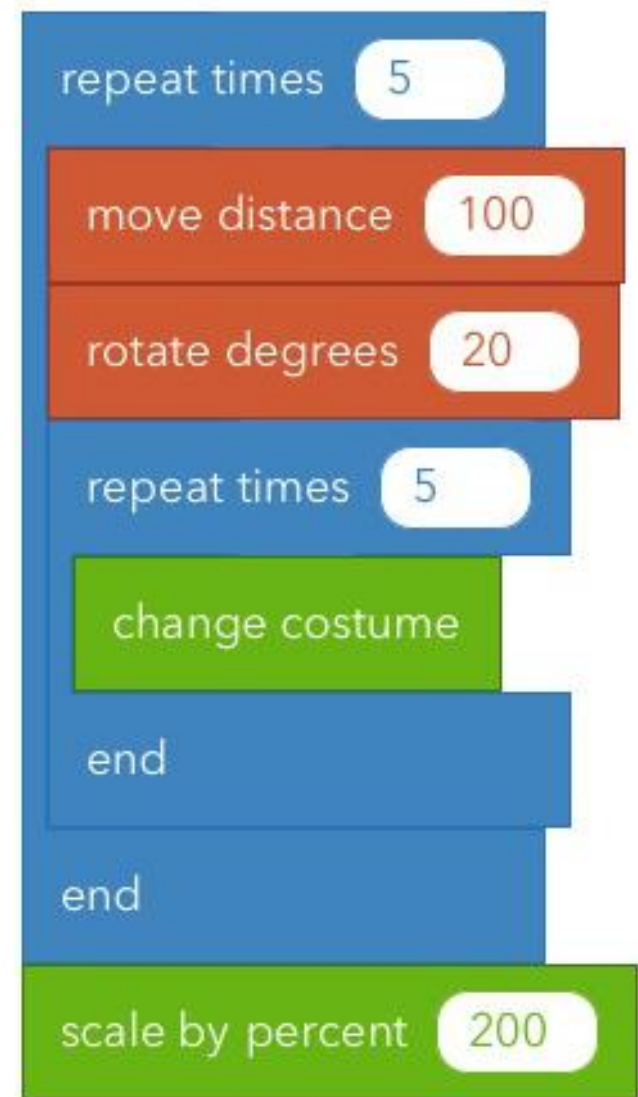 repeat times 5
move distance 100
rotate degrees 20
repeat times 5
change costume
end
end
scale by percent 200